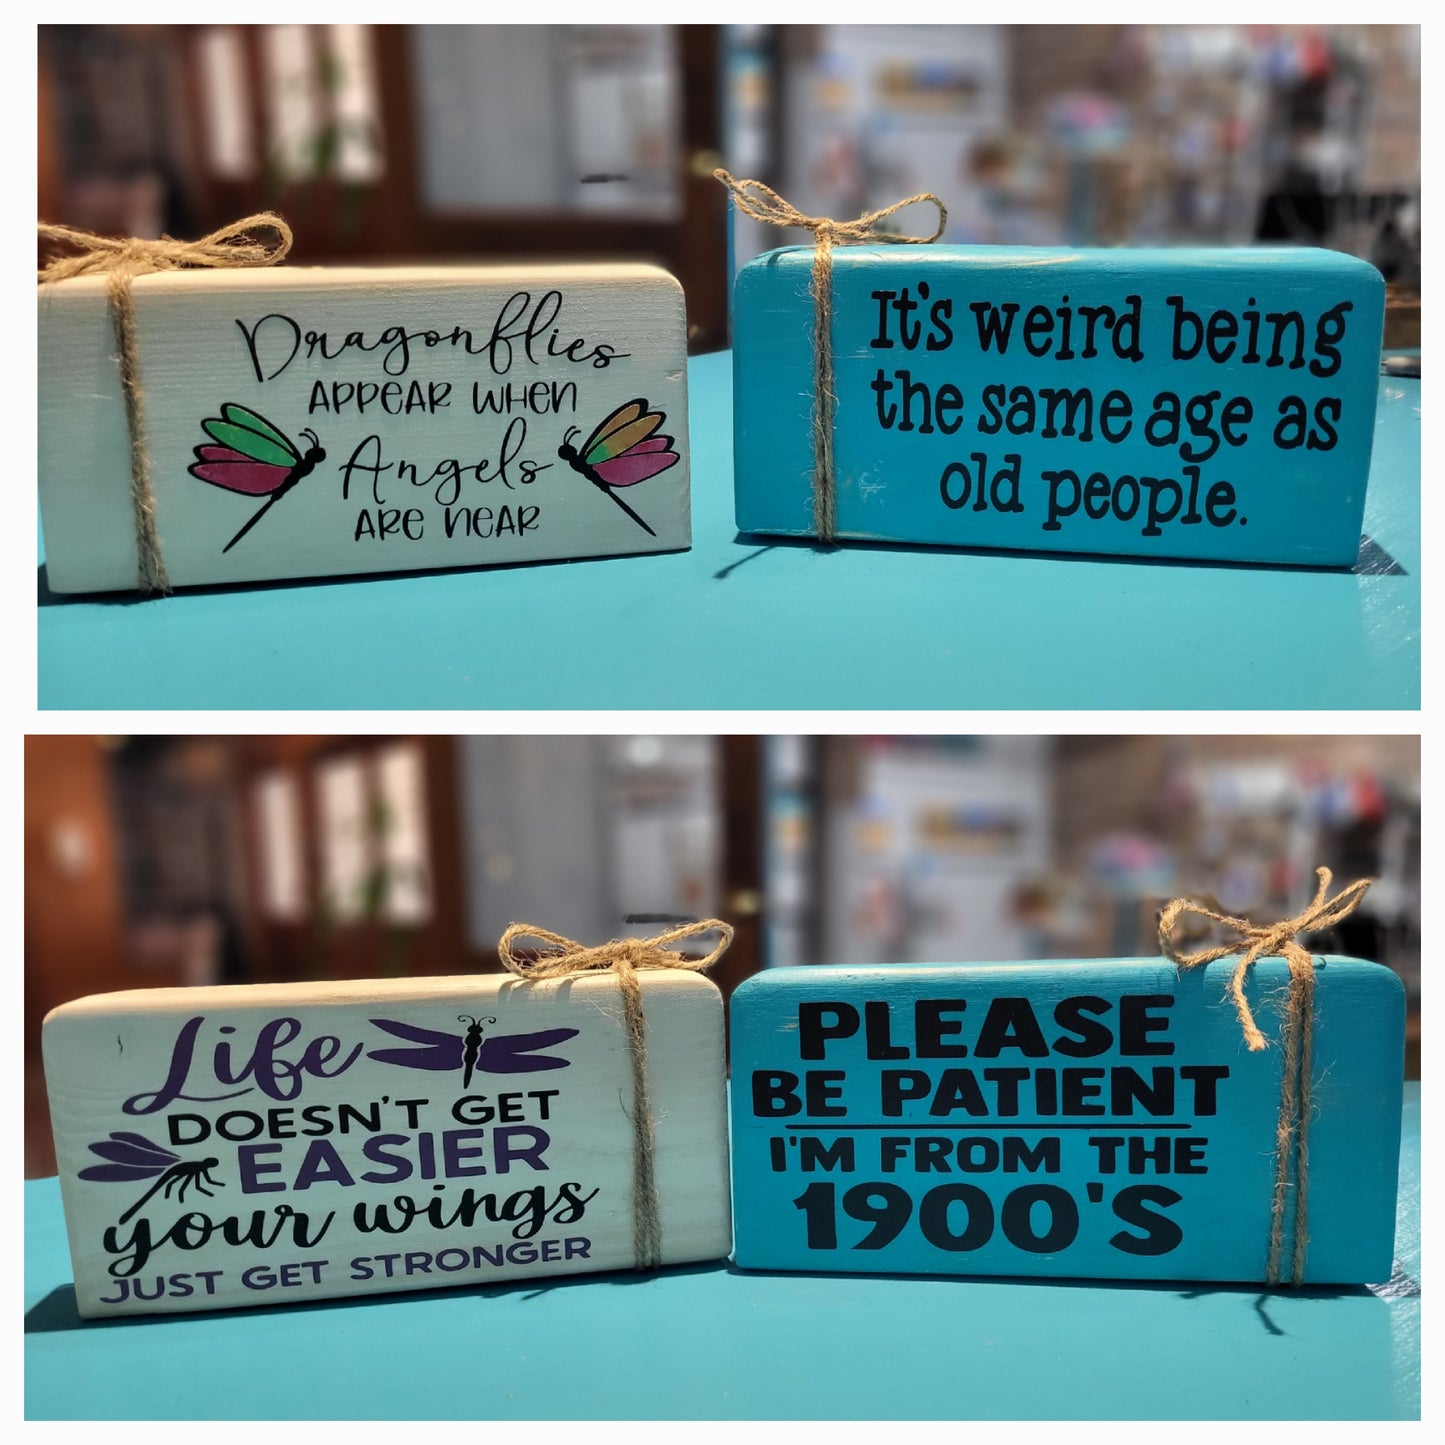 Dragonflies
APPEAR WHEN
Angels
ARE NEAR
It's weird being
the same age as
old people.
Life
DOESN'T GET
EASIER
your wings
JUST GET STRONGER
PLEASE
BE PATIENT
I'M FROM THE
1900'S